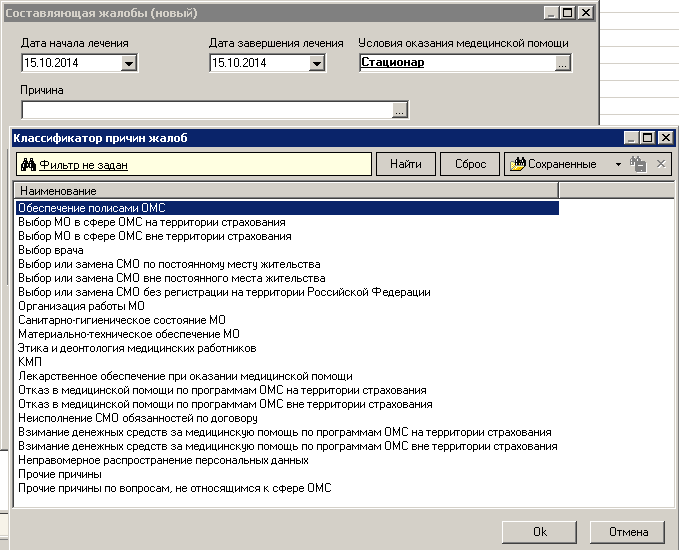 Составляющая жалобы (новый)
Дата начала лечения
Дата завершения лечения
Условия оказания медецинской помощи
15.10.2014
15.10.2014
Стационар
...
Причина
...
Классификатор причин жалоб
Фильтр не задан
Найти
Сброс
Сохраненные
Наименование
Обеспечение полисами ОМС
Выбор МО в сфере ОМС на территории страхования
Выбор МО в сфере ОМС вне территории страхования
Выбор врача
Выбор или замена СМО по постоянному месту жительства
Выбор или замена СМО вне постоянного места жительства
Выбор или замена СМО без регистрации на территории Российской Федерации
Организация работы МО
Санитарно-гигиеническое состояние МО
Материально-техническое обеспечение МО
Этика и деонтология медицинских работников
КМП
Лекарственное обеспечение при оказании медицинской помощи
Отказ в медицинской помощи по программам ОМС на территории страхования
Отказ в медицинской помощи по программам ОМС вне территории страхования
Неисполнение СМО обязанностей по договору
Взимание денежных средств за медицинскую помощь по программам ОМС на территории страхования
Взимание денежных средств за медицинскую помощь по программам ОМС вне территории страхования
Неправомерное распространение персональных данных
Прочие причины
Прочие причины по вопросам, не относящимся к сфере ОМС
Ok
Отмена